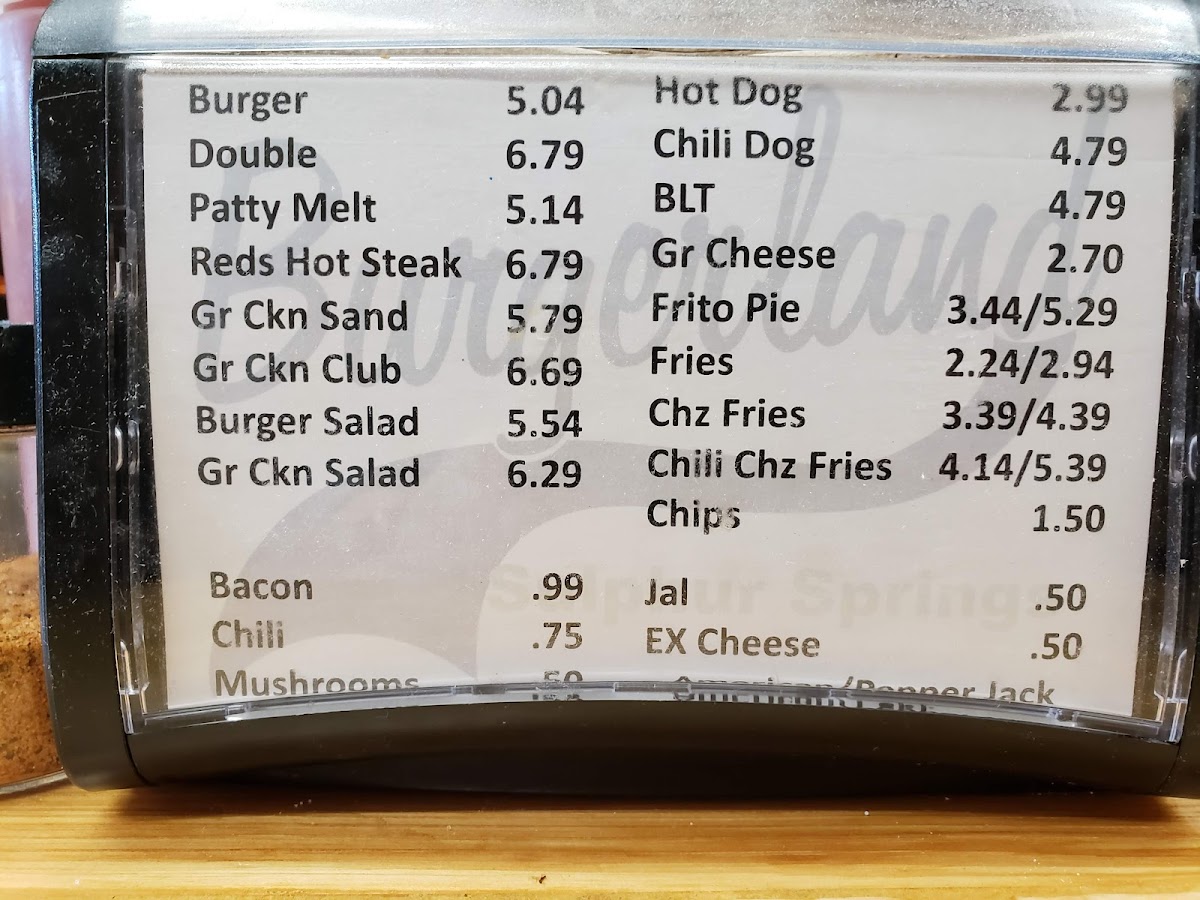 Burger 5.04
Double 6.79
Patty Melt 5.14
Reds Hot Steak 6.79
Gr Ckn Sand 5.79
Gr Ckn Club 6.69
Burger Salad 5.54
Gr Ckn Salad 6.29
Bacon .99
Chili .75
Mushrooms .50
Hot Dog 2.99
Chili Dog 4.79
BLT 4.79
Gr Cheese 2.70
Frito Pie 3.44/5.29
Fries 2.24/2.94
Chz Fries 3.39/4.39
Chili Chz Fries 4.14/5.39
Chips 1.50
Jal .50
EX Cheese .50
American/Pepper Jack
Burgerland
Sulphur Springs